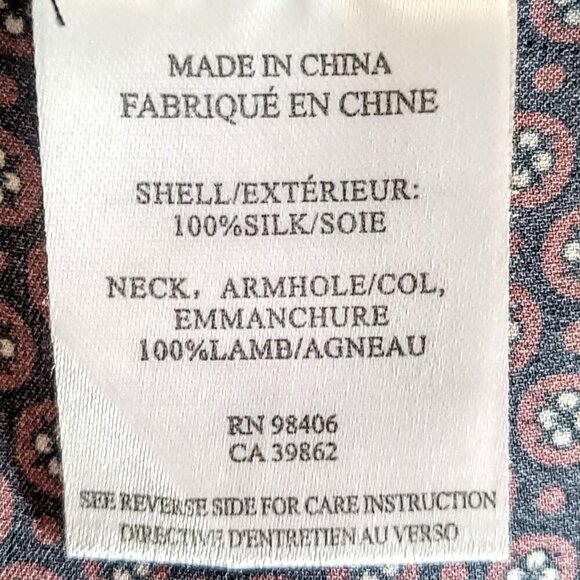 MADE IN CHINA
FABRIQUÉ EN CHINE
SHELL/EXTÉRIEUR:
100%SILK/SOIE
NECK, ARMHOLE/COL,
EMMANCHURE
100%LAMB/AGNEAU
RN 98406
CA 39862
SEE REVERSE SIDE FOR CARE INSTRUCTION
DIRECTIVE D'ENTRETIEN AU VERSO